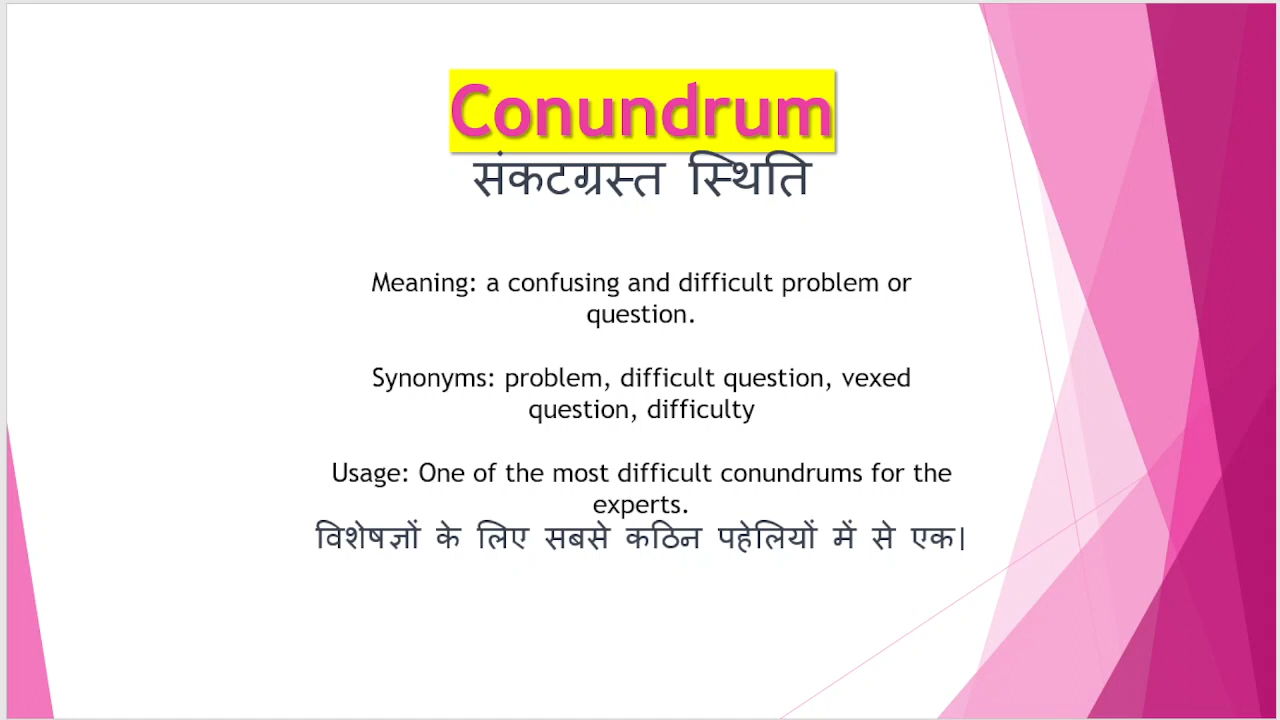 Conundrum
संकटग्रस्त स्थिति
Meaning: a confusing and difficult problem or
question.
Synonyms: problem, difficult question, vexed
question, difficulty
Usage: One of the most difficult conundrums for the
experts.
विशेषज्ञों के लिए सबसे कठिन पहेलियों में से एक।